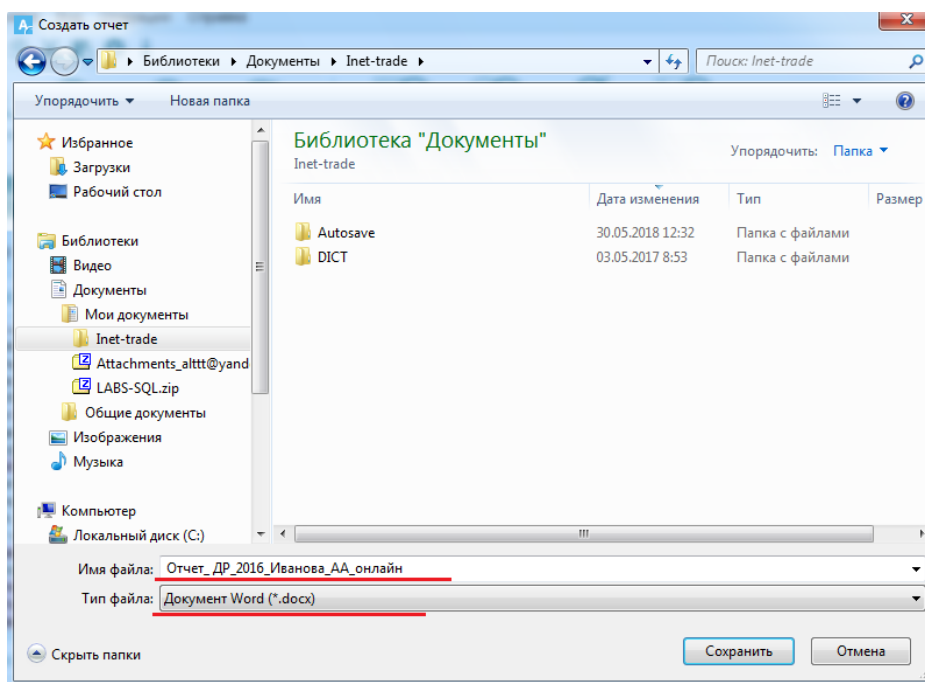 Создать отчет
Библиотеки ▸ Документы ▸ Inet-trade ▸
Поиск: Inet-trade
Упорядочить ▼ Новая папка
Избранное
Загрузки
Рабочий стол
Библиотеки
Видео
Документы
Мои документы
Inet-trade
Attachments_alttt@yand
LABS-SQL.zip
Общие документы
Изображения
Музыка
Компьютер
Локальный диск (C:)
Библиотека "Документы"
Inet-trade
Упорядочить: Папка ▼
Имя Дата изменения Тип Размер
Autosave 30.05.2018 12:32 Папка с файлами
DICT 03.05.2017 8:53 Папка с файлами
Имя файла: Отчет_ ДР_2016_Иванова_АА_онлайн
Тип файла: Документ Word (*.docx)
Скрыть папки
Сохранить Отмена